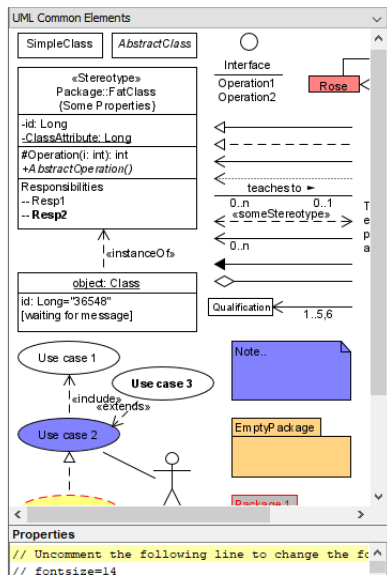 UML Common Elements
SimpleClass
AbstractClass
«Stereotype»
Package::FatClass
{Some Properties}
-id: Long
-ClassAttribute: Long
#Operation(i: int): int
+AbstractOperation()
Responsibilities
-- Resp1
-- Resp2
«instanceOf»
object: Class
id: Long="36548"
[waiting for message]
Interface
Operation1
Operation2
Rose
teaches to ►
0..n
0..1
«someStereotype»
0..n
T
e
p
a
Qualification
1..5,6
Use case 1
Use case 3
«include»
«extends»
Use case 2
Note..
EmptyPackage
Package 1
Properties
// Uncomment the following line to change the fo
// fontsize=14